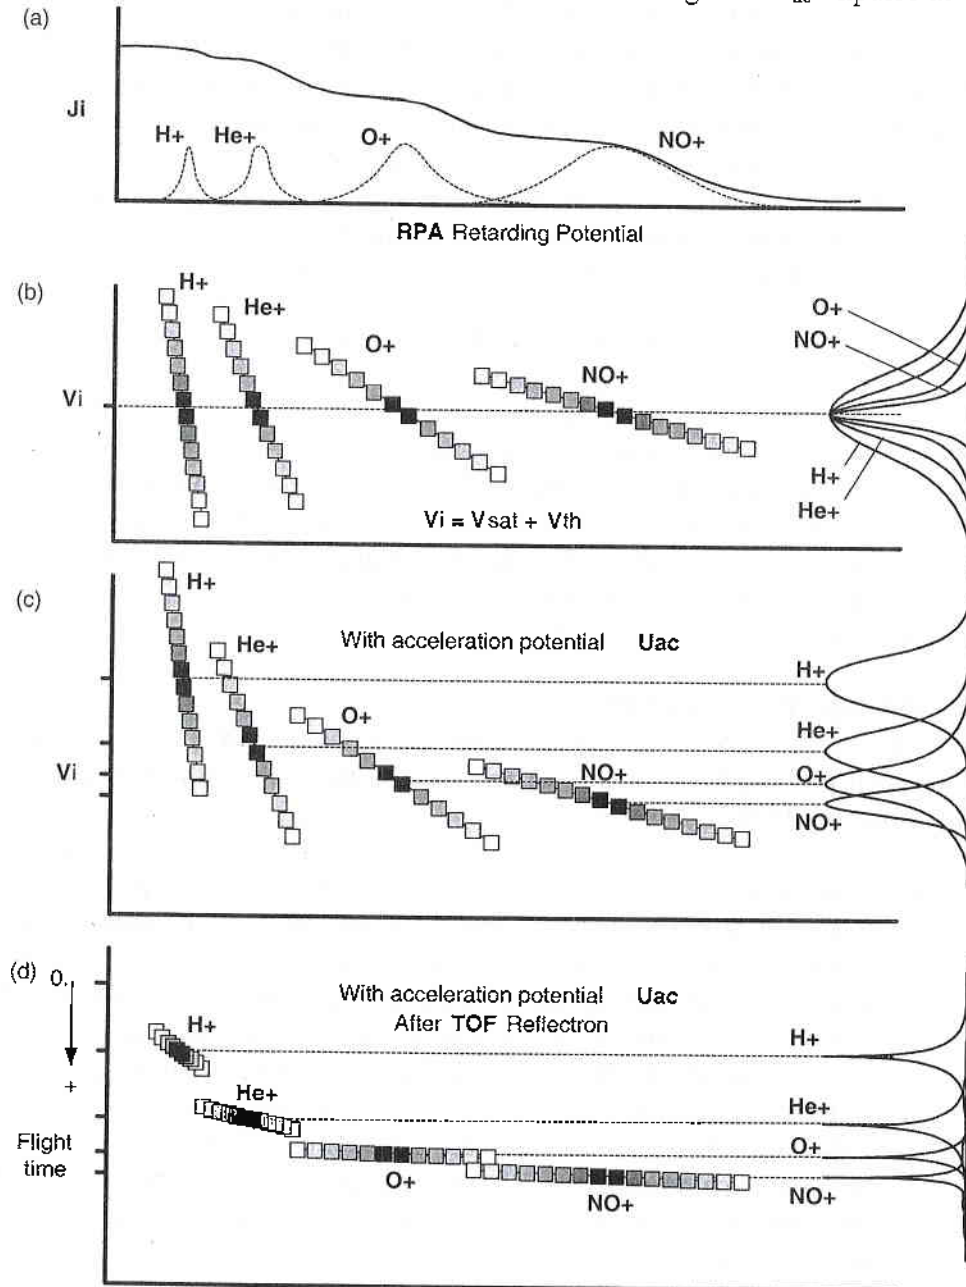 (a)
Ji
H+
He+
O+
NO+
RPA Retarding Potential
(b)
H+
He+
O+
NO+
O+
NO+
Vi
H+
He+
Vi = Vsat + Vth
(c)
H+
With acceleration potential Uac
He+
H+
O+
He+
NO+
O+
Vi
NO+
(d)
0.
With acceleration potential Uac
After TOF Reflectron
H+
H+
+
He+
He+
Flight
time
O+
O+
NO+
NO+